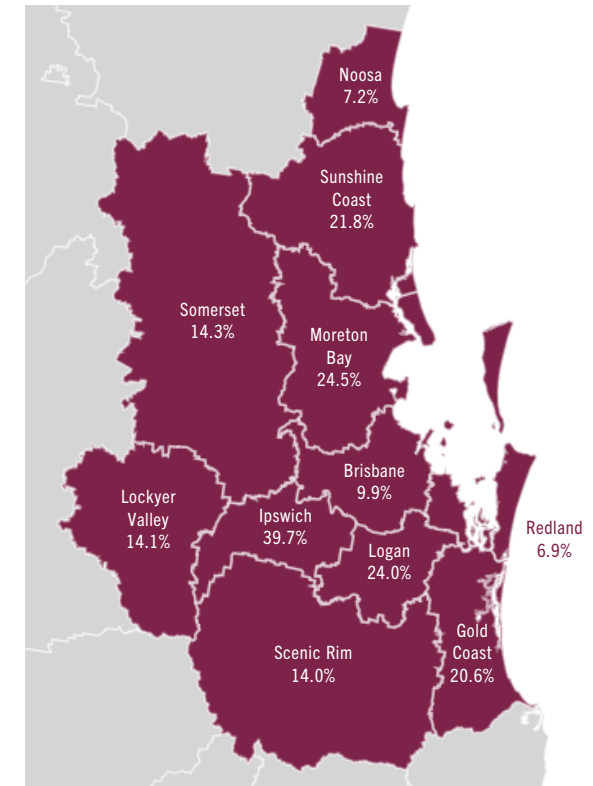 Noosa
7.2%
Sunshine
Coast
21.8%
Somerset
14.3%
Moreton
Bay
24.5%
Brisbane
9.9%
Lockyer
Valley
14.1%
Ipswich
39.7%
Logan
24.0%
Redland
6.9%
Scenic Rim
14.0%
Gold
Coast
20.6%